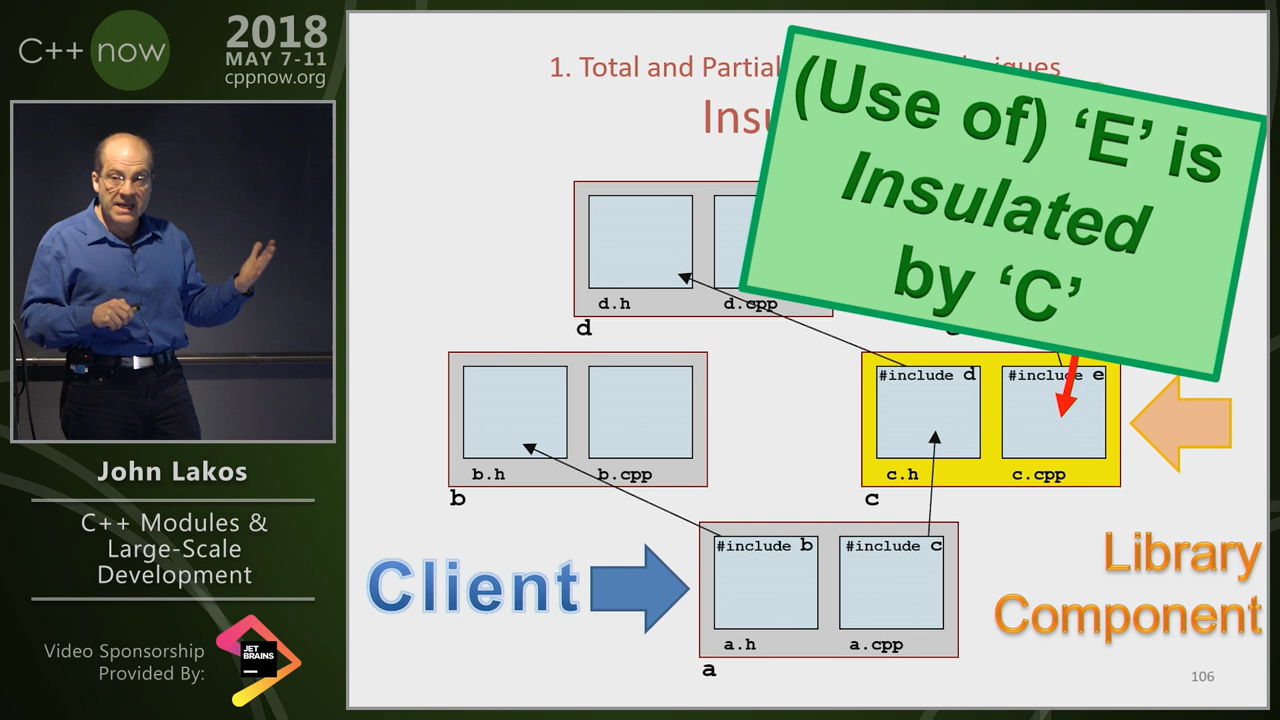 C++ now
2018
MAY 7-11
cppnow.org
John Lakos
C++ Modules &
Large-Scale
Development
Video Sponsorship
Provided By:
JET
BRAINS
1. Total and Partial
(Use of) ‘E’ is
Insulated
by ‘C’
d.h
d.cpp
d
#include d
#include e
b.h
b.cpp
c.h
c.cpp
b
c
Client
#include b
#include c
Library
Component
a.h
a.cpp
a
106